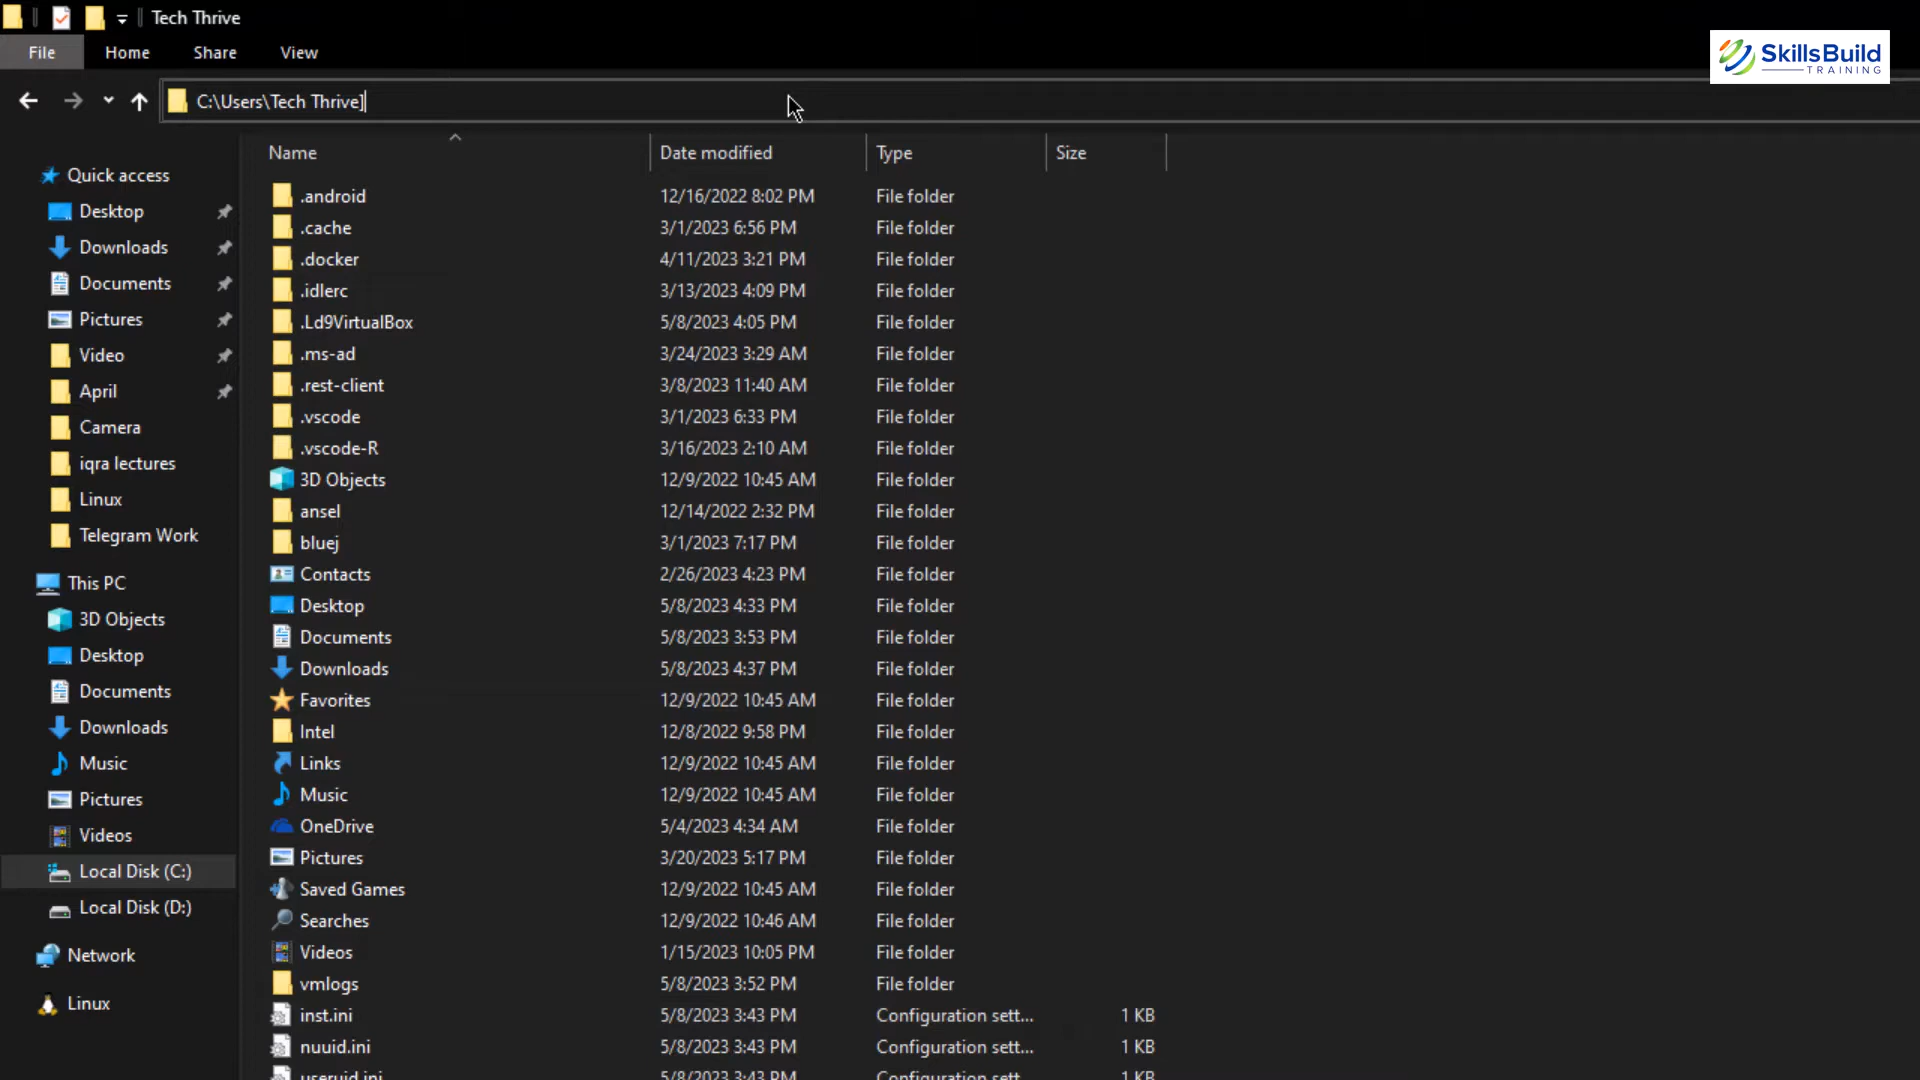 Tech Thrive
File Home Share View
SkillsBuild
TRAINING
C:\Users\Tech Thrive]
Name Date modified Type Size
Quick access
Desktop
Downloads
Documents
Pictures
Video
April
Camera
iqra lectures
Linux
Telegram Work
This PC
3D Objects
Desktop
Documents
Downloads
Music
Pictures
Videos
Local Disk (C:)
Local Disk (D:)
Network
Linux
.android 12/16/2022 8:02 PM File folder
.cache 3/1/2023 6:56 PM File folder
.docker 4/11/2023 3:21 PM File folder
.idlerc 3/13/2023 4:09 PM File folder
.Ld9VirtualBox 5/8/2023 4:05 PM File folder
.ms-ad 3/24/2023 3:29 AM File folder
.rest-client 3/8/2023 11:40 AM File folder
.vscode 3/1/2023 6:33 PM File folder
.vscode-R 3/16/2023 2:10 AM File folder
3D Objects 12/9/2022 10:45 AM File folder
ansel 12/14/2022 2:32 PM File folder
bluej 3/1/2023 7:17 PM File folder
Contacts 2/26/2023 4:23 PM File folder
Desktop 5/8/2023 4:33 PM File folder
Documents 5/8/2023 3:53 PM File folder
Downloads 5/8/2023 4:37 PM File folder
Favorites 12/9/2022 10:45 AM File folder
Intel 12/8/2022 9:58 PM File folder
Links 12/9/2022 10:45 AM File folder
Music 12/9/2022 10:45 AM File folder
OneDrive 5/4/2023 4:34 AM File folder
Pictures 3/20/2023 5:17 PM File folder
Saved Games 12/9/2022 10:45 AM File folder
Searches 12/9/2022 10:46 AM File folder
Videos 1/15/2023 10:05 PM File folder
vmlogs 5/8/2023 3:52 PM File folder
inst.ini 5/8/2023 3:43 PM Configuration sett... 1 KB
nuuid.ini 5/8/2023 3:43 PM Configuration sett... 1 KB
useruid.ini 5/8/2023 3:43 PM Configuration sett... 1 KB